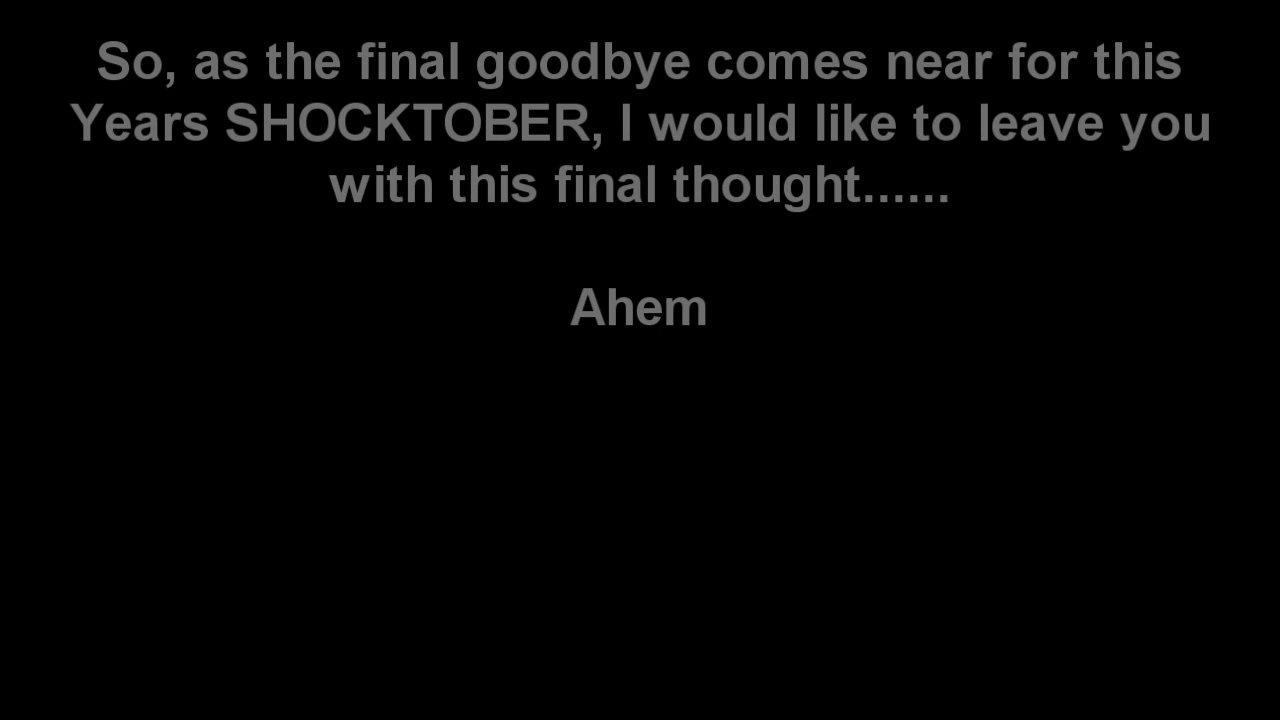 So, as the final goodbye comes near for this
Years SHOCKTOBER, I would like to leave you
with this final thought......
Ahem